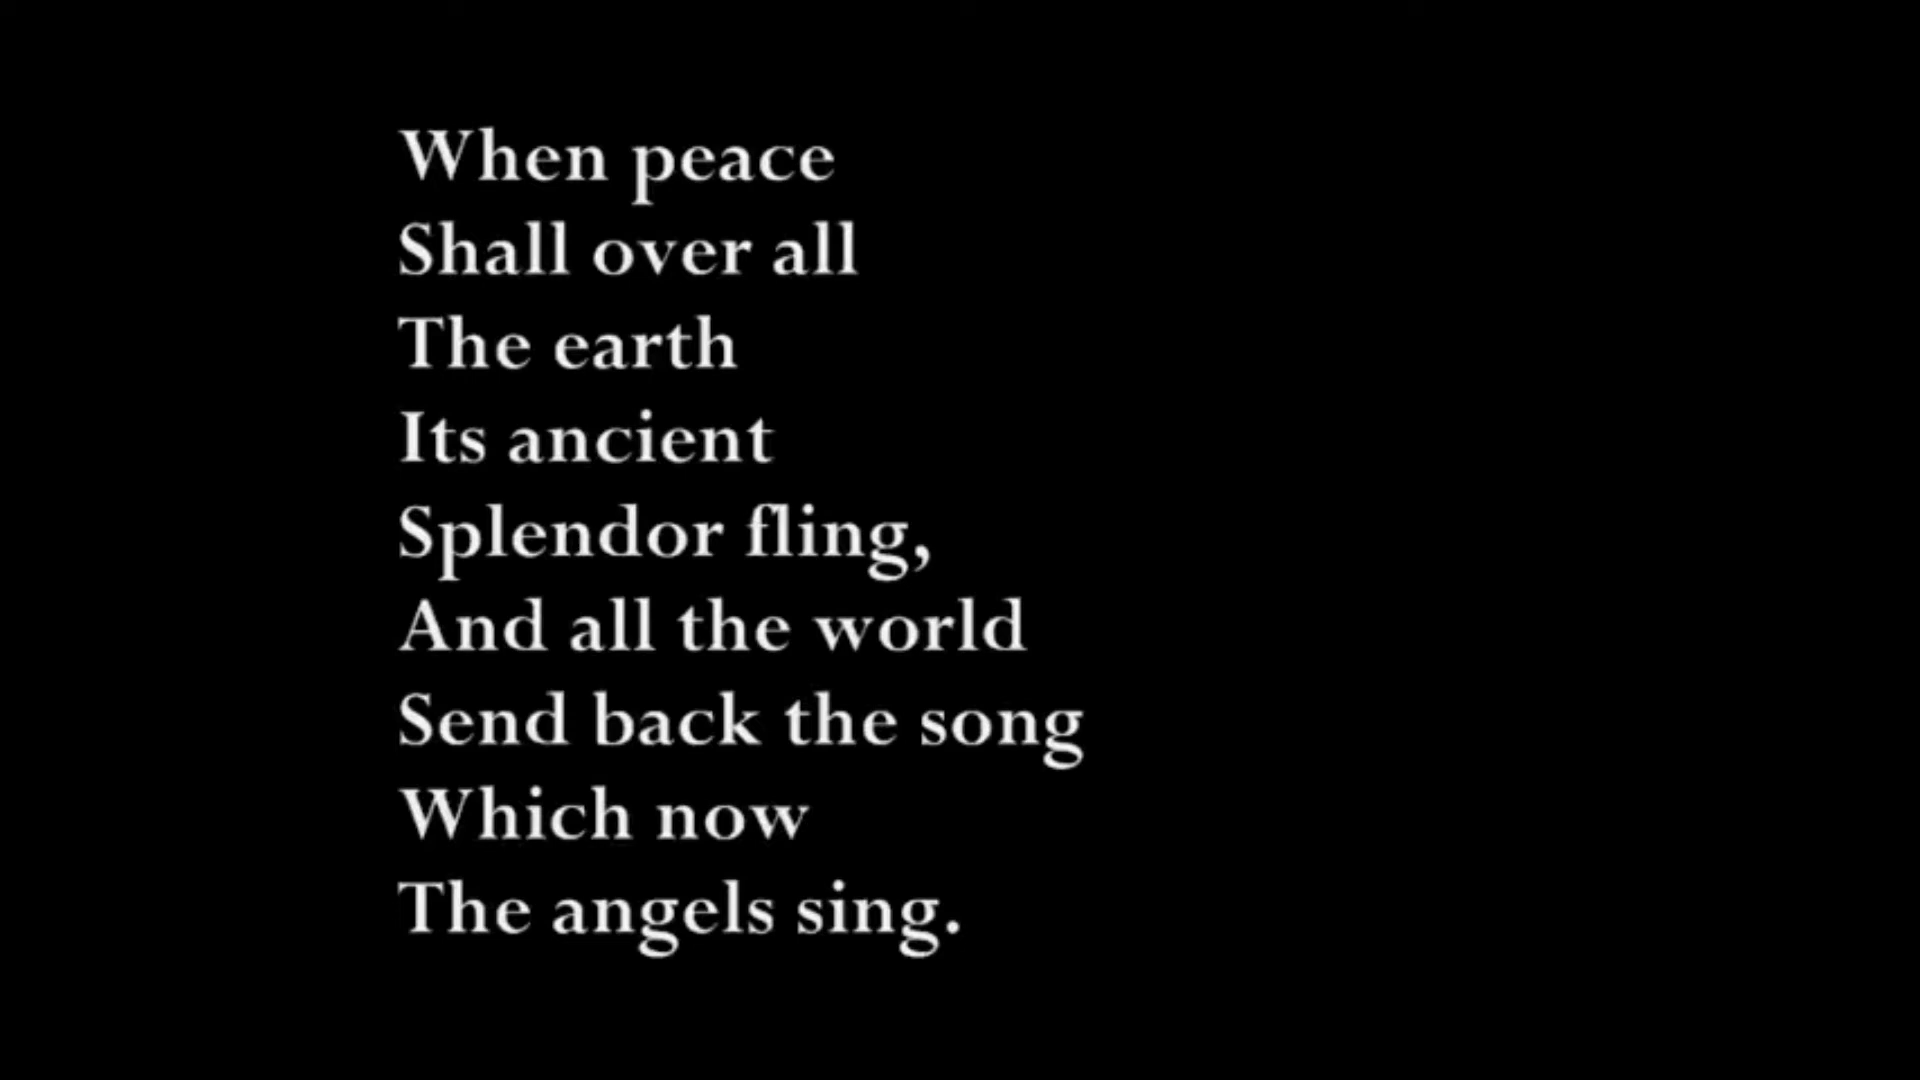 When peace
Shall over all
The earth
Its ancient
Splendor fling,
And all the world
Send back the song
Which now
The angels sing.